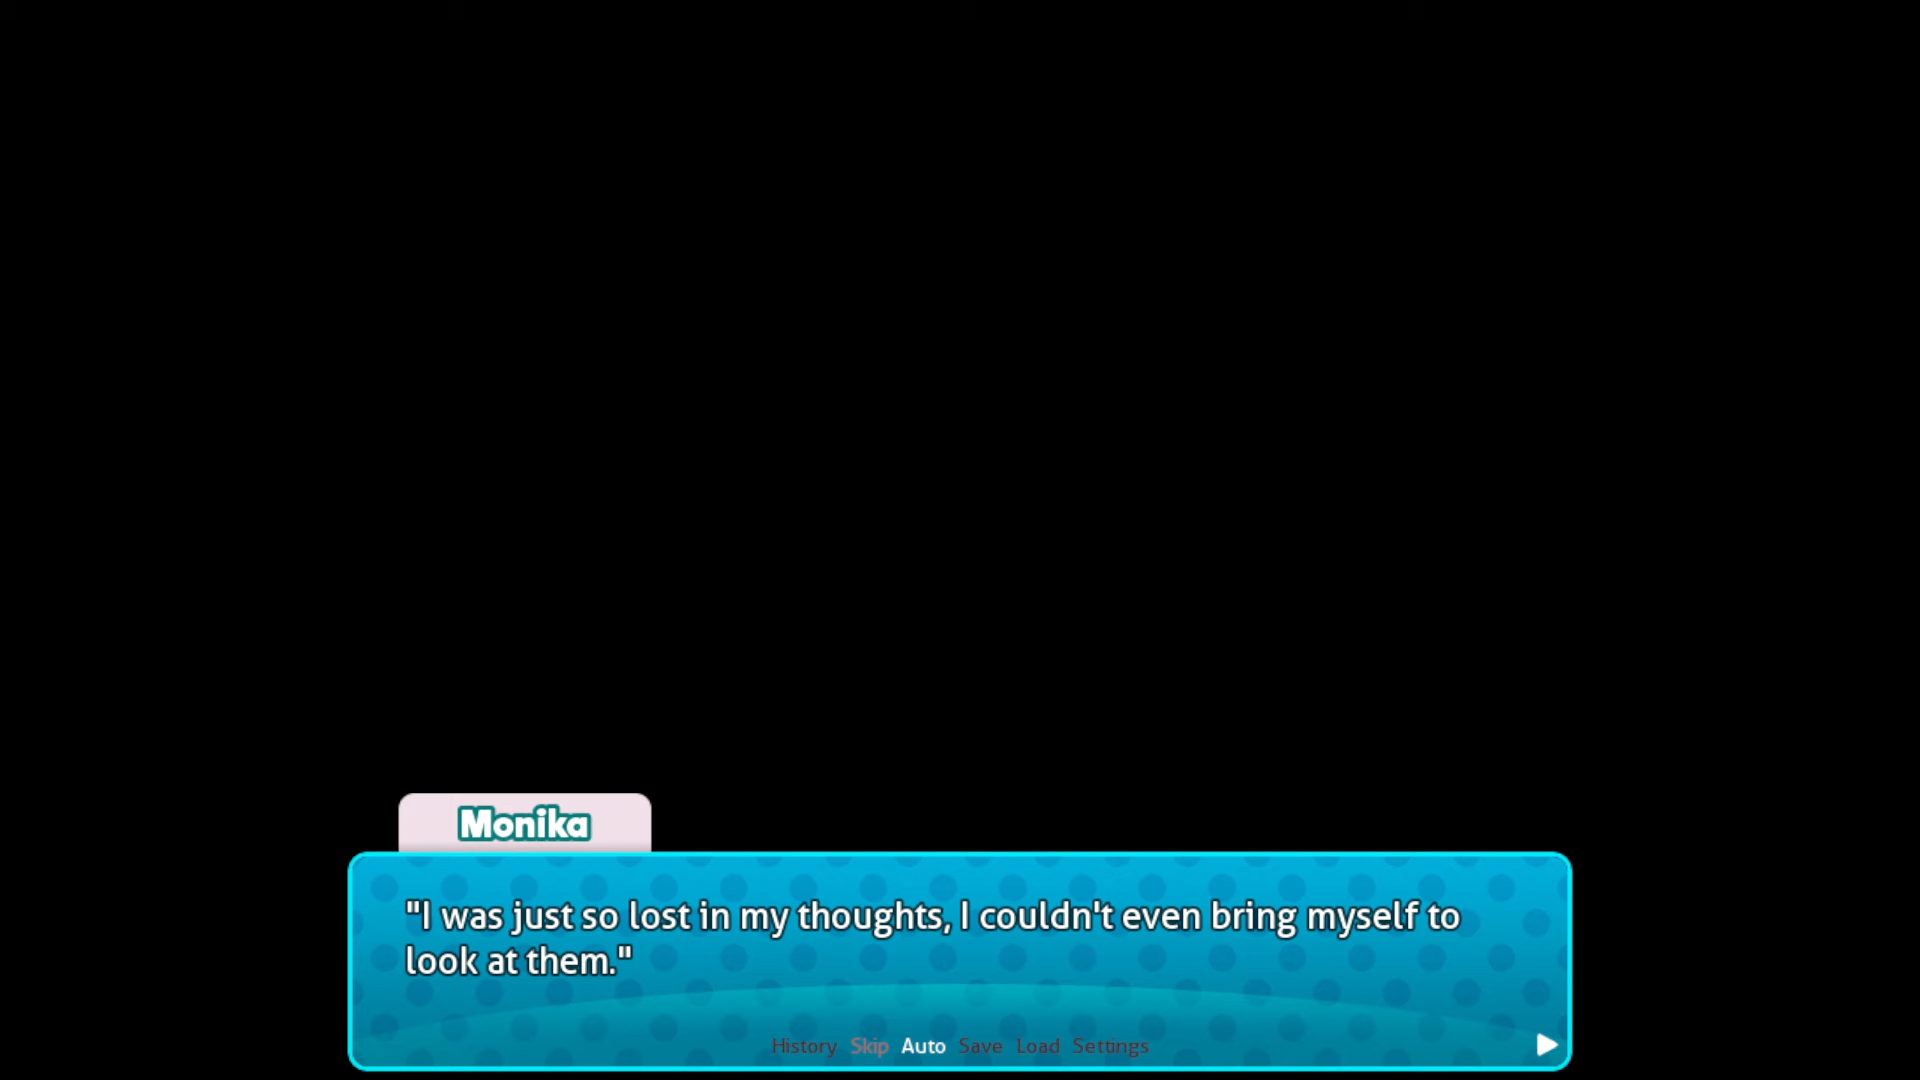 Monika
"I was just so lost in my thoughts, I couldn't even bring myself to
look at them."
History Skip Auto Save Load Settings